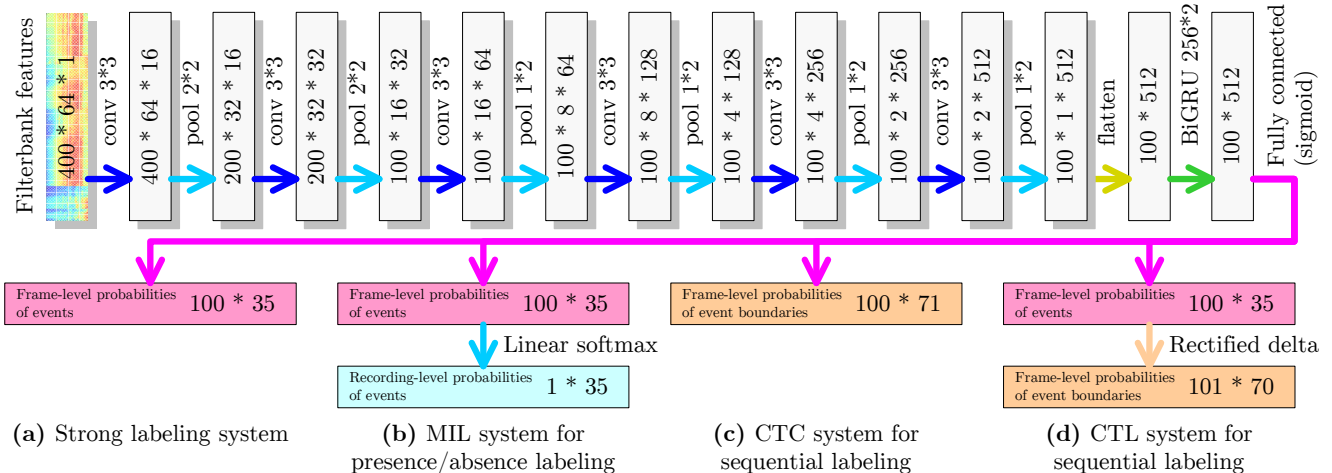 Filterbank features
400 * 64 * 1
conv 3*3
400 * 64 * 16
pool 2*2
200 * 32 * 16
conv 3*3
200 * 32 * 32
pool 2*2
100 * 16 * 32
conv 3*3
100 * 16 * 64
pool 1*2
100 * 8 * 64
conv 3*3
100 * 8 * 128
pool 1*2
100 * 4 * 128
conv 3*3
100 * 4 * 256
pool 1*2
100 * 2 * 256
conv 3*3
100 * 2 * 512
pool 1*2
100 * 1 * 512
flatten
100 * 512
BiGRU 256*2
100 * 512
Fully connected
(sigmoid)
Frame-level probabilities
of events
100 * 35
Frame-level probabilities
of events
100 * 35
Frame-level probabilities
of event boundaries
100 * 71
Frame-level probabilities
of events
100 * 35
Linear softmax
Rectified delta
Recording-level probabilities
of events
1 * 35
Frame-level probabilities
of event boundaries
101 * 70
(a) Strong labeling system
(b) MIL system for
presence/absence labeling
(c) CTC system for
sequential labeling
(d) CTL system for
sequential labeling